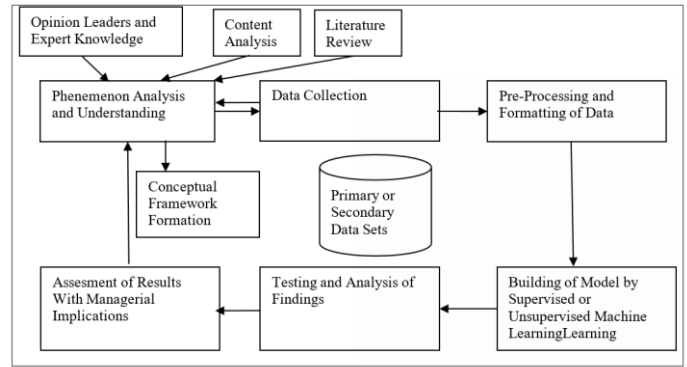 Opinion Leaders and
Expert Knowledge
Content
Analysis
Literature
Review
Phenemenon Analysis
and Understanding
Data Collection
Pre-Processing and
Formatting of Data
Conceptual
Framework
Formation
Primary or
Secondary
Data Sets
Assesment of Results
With Managerial
Implications
Testing and Analysis of
Findings
Building of Model by
Supervised or
Unsupervised Machine
LearningLearning